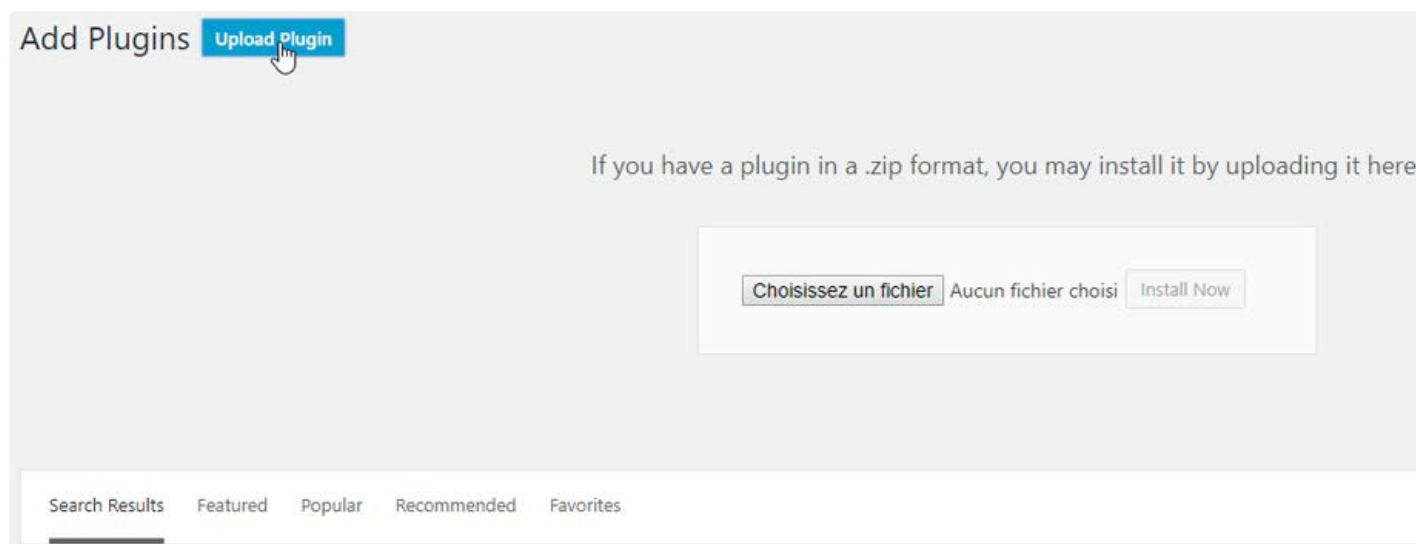 Add Plugins Upload Plugin
If you have a plugin in a .zip format, you may install it by uploading it here
Choisissez un fichier Aucun fichier choisi Install Now
Search Results Featured Popular Recommended Favorites